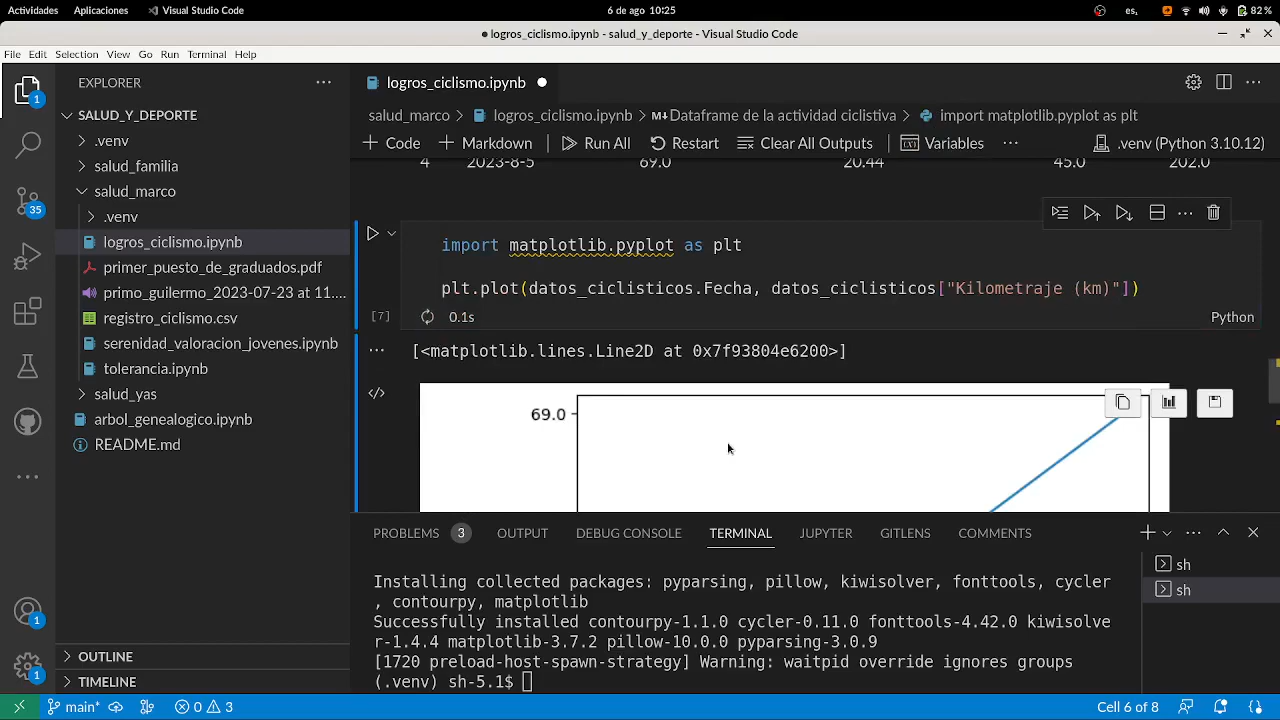 Actividades Aplicaciones Visual Studio Code 6 de ago 10:25 es, 82 %
logros_ciclismo.ipynb - salud_y_deporte - Visual Studio Code
File Edit Selection View Go Run Terminal Help
EXPLORER
SALUD_Y_DEPORTE
.venv
salud_familia
salud_marco
.venv
logros_ciclismo.ipynb
primer_puesto_de_graduados.pdf
primo_guilermo_2023-07-23 at 11....
registro_ciclismo.csv
serenidad_valoracion_jovenes.ipynb
tolerancia.ipynb
salud_yas
arbol_genealogico.ipynb
README.md
OUTLINE
TIMELINE
1
35
1
1
logros_ciclismo.ipynb
salud_marco > logros_ciclismo.ipynb > Dataframe de la actividad ciclistiva > import matplotlib.pyplot as plt
Code Markdown Run All Restart Clear All Outputs Variables ... .venv (Python 3.10.12)
4 2023-8-5 69.0 20.44 45.0 202.0
import matplotlib.pyplot as plt
plt.plot(datos_ciclisticos.Fecha, datos_ciclisticos["Kilometraje (km)"])
[7] 0.1s Python
[<matplotlib.lines.Line2D at 0x7f93804e6200>]
69.0
PROBLEMS 3 OUTPUT DEBUG CONSOLE TERMINAL JUPYTER GITLENS COMMENTS
Installing collected packages: pyparsing, pillow, kiwisolver, fonttools, cycler
, contourpy, matplotlib
Successfully installed contourpy-1.1.0 cycler-0.11.0 fonttools-4.42.0 kiwisolve
r-1.4.4 matplotlib-3.7.2 pillow-10.0.0 pyparsing-3.0.9
[1720 preload-host-spawn-strategy] Warning: waitpid override ignores groups
(.venv) sh-5.1$
sh
sh
main* 0 3 Cell 6 of 8